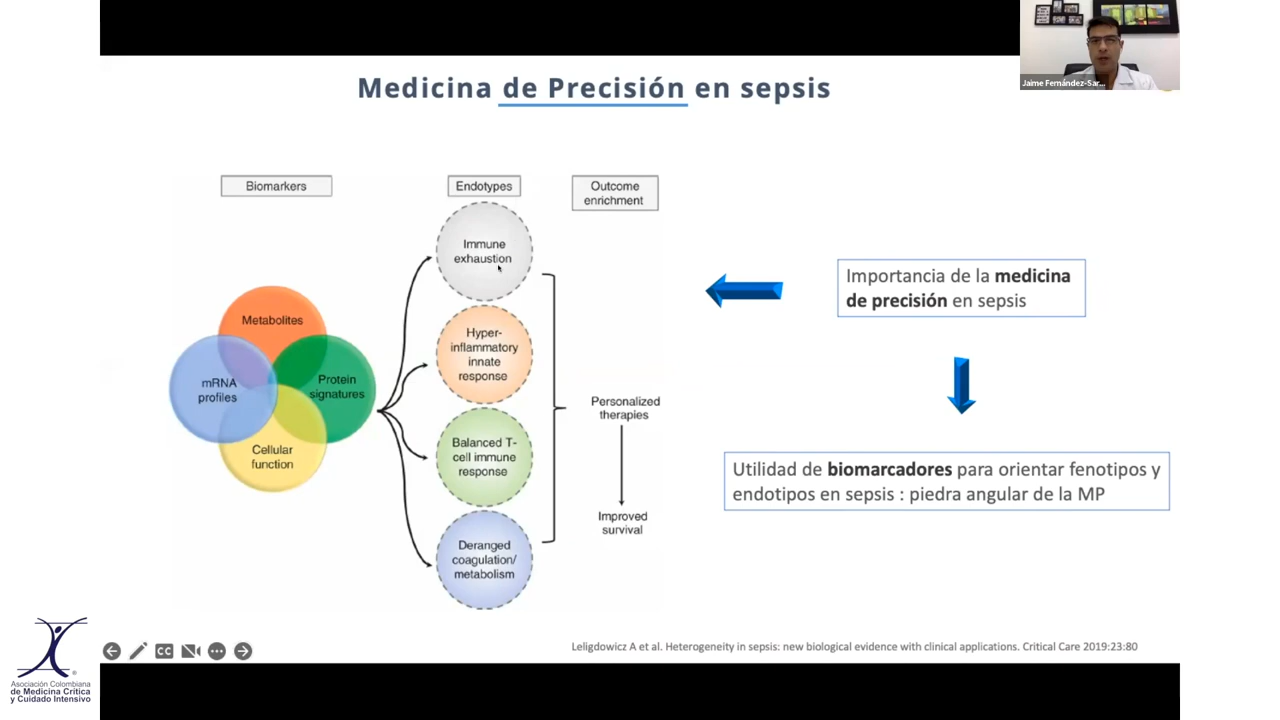 Jaime Fernández-Sar...
Medicina de Precisión en sepsis
Biomarkers
Endotypes
Outcome
enrichment
Metabolites
mRNA
profiles
Protein
signatures
Cellular
function
Immune
exhaustion
Hyper-
inflammatory
innate
response
Balanced T-
cell immune
response
Deranged
coagulation/
metabolism
Personalized
therapies
Improved
survival
Importancia de la medicina
de precisión en sepsis
Utilidad de biomarcadores para orientar fenotipos y
endotipos en sepsis : piedra angular de la MP
Leligdowicz A et al. Heterogeneity in sepsis: new biological evidence with clinical applications. Critical Care 2019:23:80
CC
®
Asociación Colombiana
de Medicina Crítica
y Cuidado Intensivo